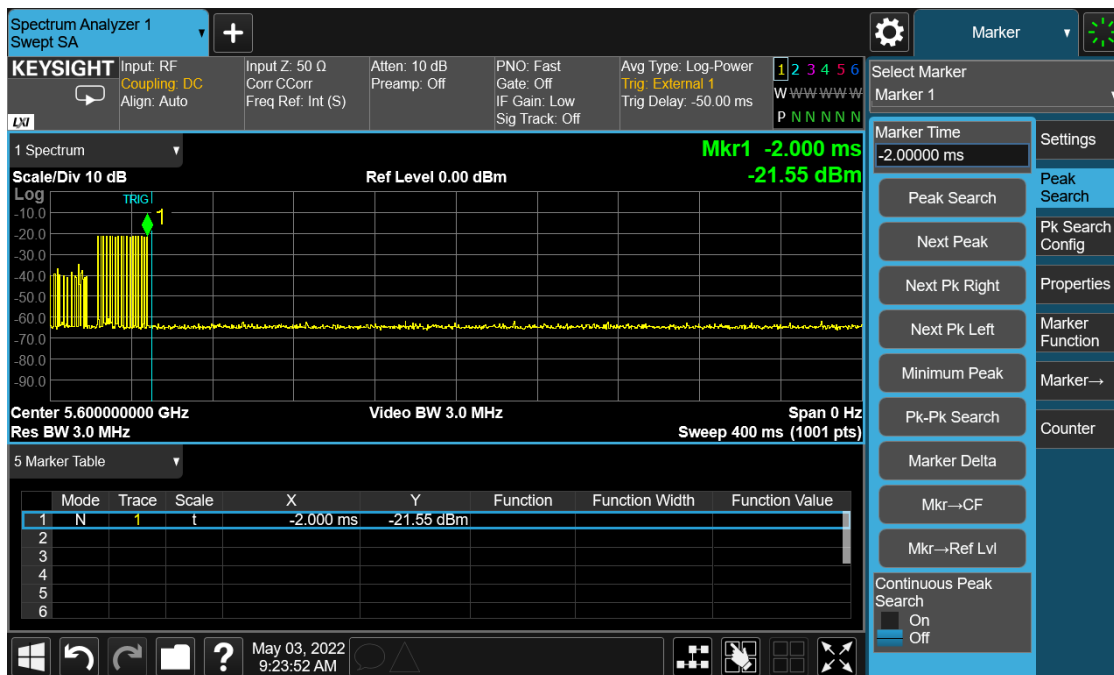 Spectrum Analyzer 1
Swept SA
Marker
KEYSIGHT
LXI
Input: RF
Coupling: DC
Align: Auto
Input Z: 50 Ω
Corr CCorr
Freq Ref: Int (S)
Atten: 10 dB
Preamp: Off
PNO: Fast
Gate: Off
IF Gain: Low
Sig Track: Off
Avg Type: Log-Power
Trig: External 1
Trig Delay: -50.00 ms
1 2 3 4 5 6
W W W W W W
P N N N N N
Select Marker
Marker 1
1 Spectrum
Mkr1 -2.000 ms
Scale/Div 10 dB
Ref Level 0.00 dBm
-21.55 dBm
Log
TRIG
1
-10.0
-20.0
-30.0
-40.0
-50.0
-60.0
-70.0
-80.0
-90.0
Center 5.600000000 GHz
Video BW 3.0 MHz
Span 0 Hz
Res BW 3.0 MHz
Sweep 400 ms (1001 pts)
5 Marker Table
Mode Trace Scale X Y Function Function Width Function Value
1 N 1 t -2.000 ms -21.55 dBm
2
3
4
5
6
?
May 03, 2022
9:23:52 AM
Marker Time
-2.00000 ms
Peak Search
Next Peak
Next Pk Right
Next Pk Left
Minimum Peak
Pk-Pk Search
Marker Delta
Mkr→CF
Mkr→Ref Lvl
Continuous Peak
Search
On
Off
Settings
Peak
Search
Pk Search
Config
Properties
Marker
Function
Marker→
Counter